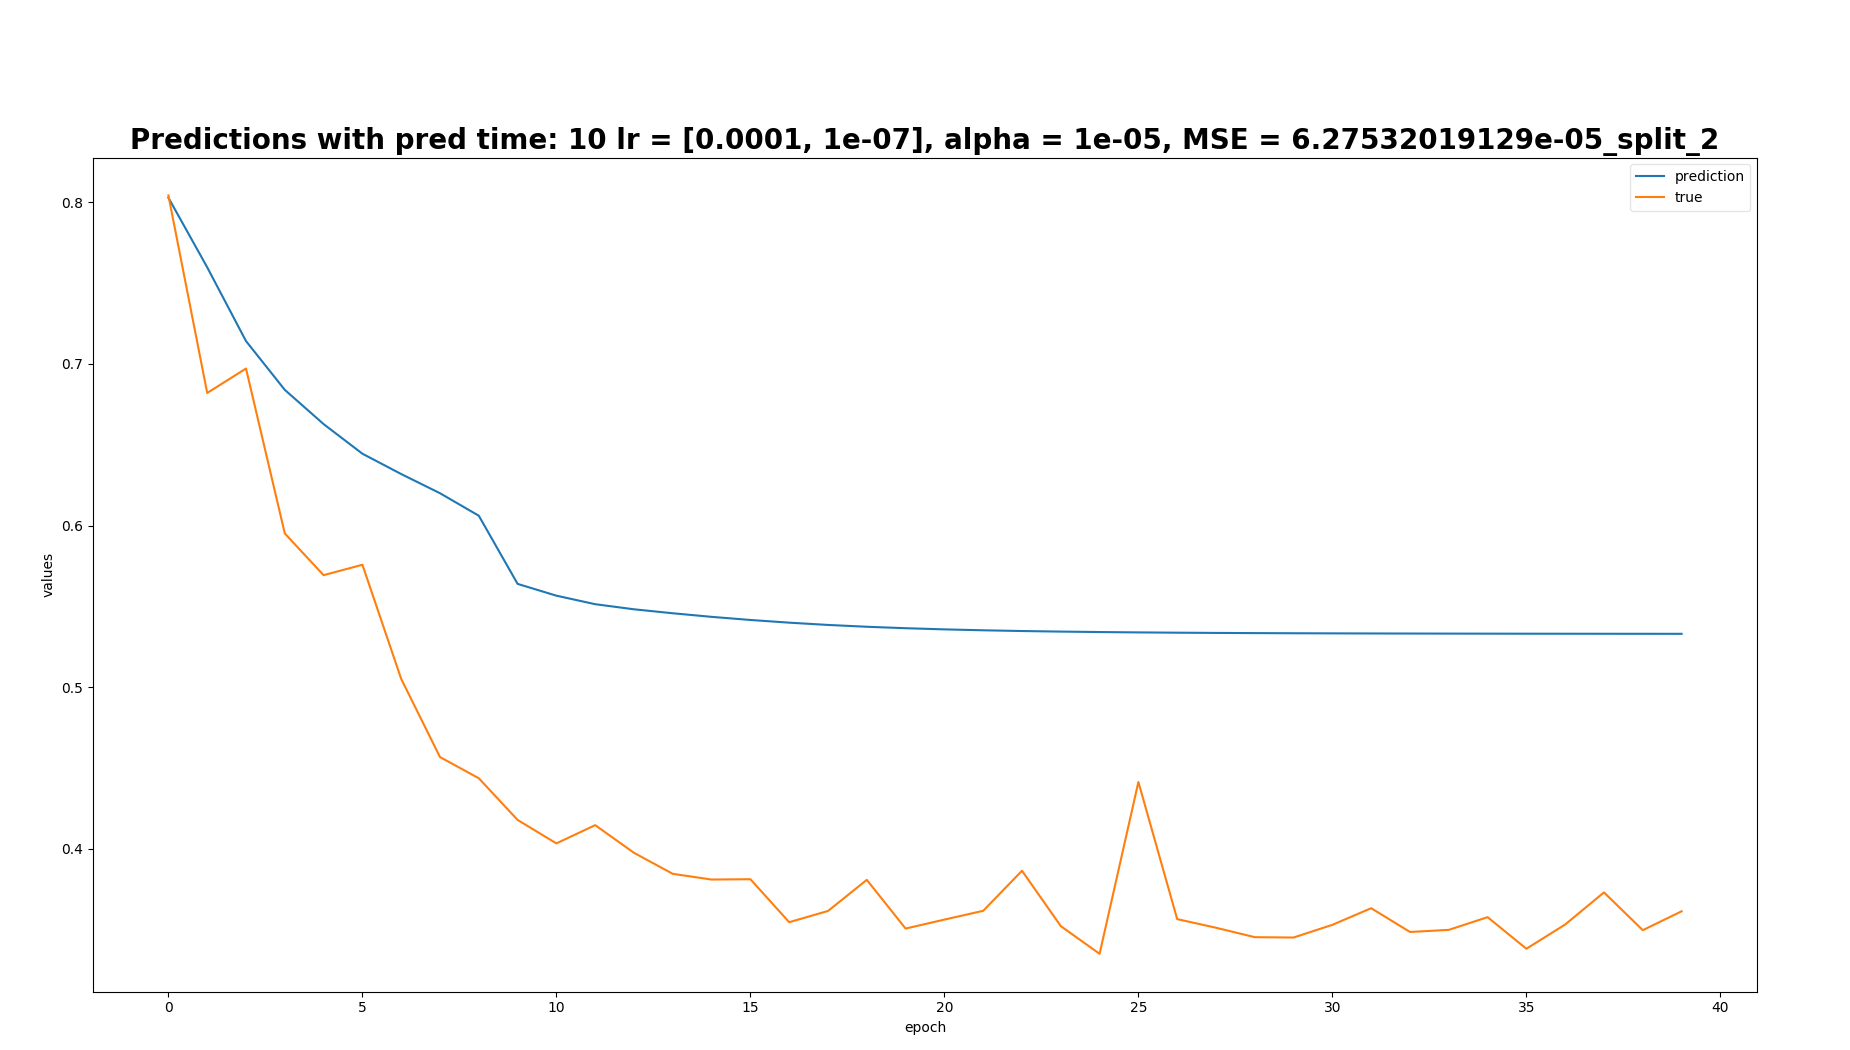 Predictions with pred time: 10 lr = [0.0001, 1e-07], alpha = 1e-05, MSE = 6.27532019129e-05_split_2
prediction
true
0.8
0.7
0.6
0.5
0.4
values
0 5 10 15 20 25 30 35 40
epoch